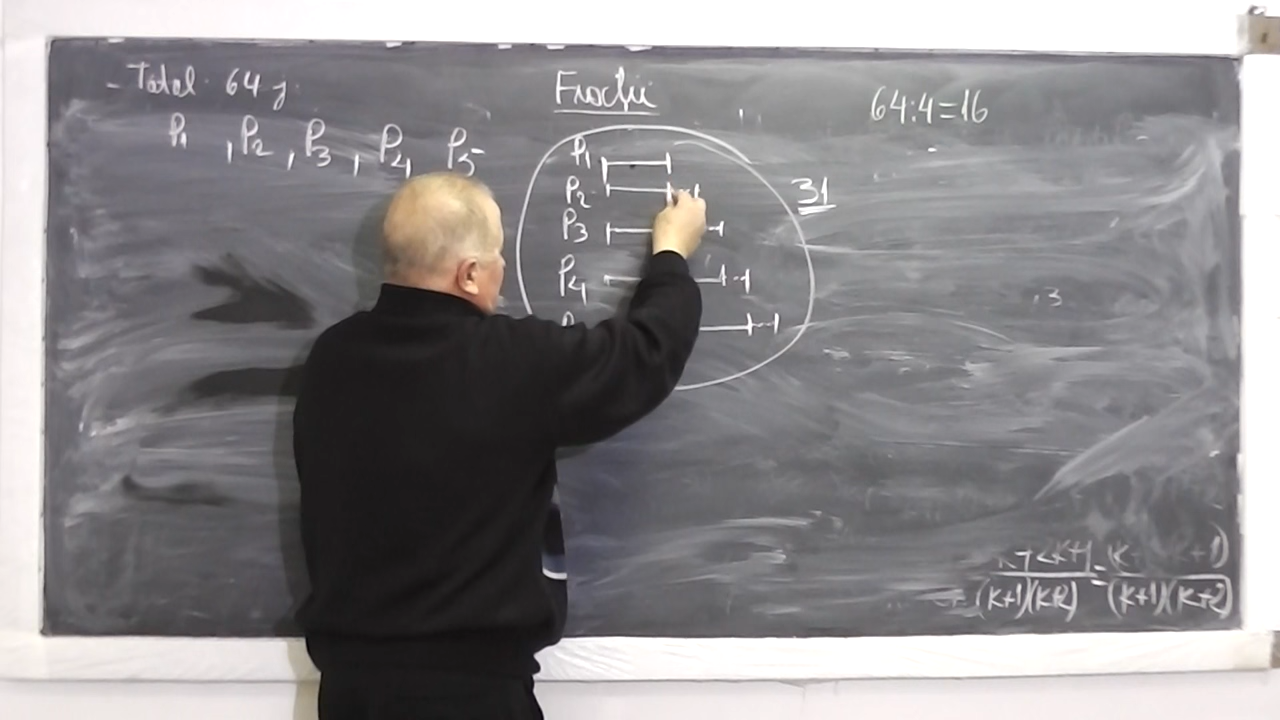 - Total 64 j.
P1, P2, P3, P4 P5
P1
P2
P3
P4
31
64:4=16
3
(k+1)(k+2) = (k+1)(k+2)